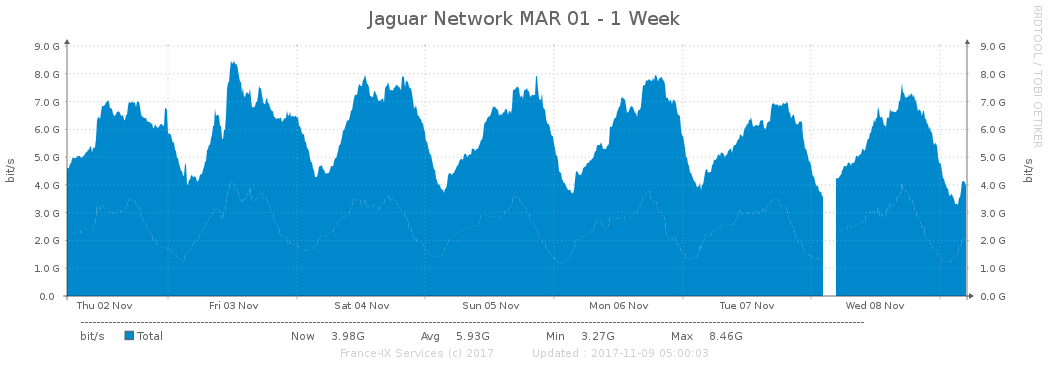 Jaguar Network MAR 01 - 1 Week
RRDTOOL / TOBI OETIKER
9.0 G 9.0 G
8.0 G 8.0 G
7.0 G 7.0 G
6.0 G 6.0 G
5.0 G 5.0 G
4.0 G 4.0 G
3.0 G 3.0 G
2.0 G 2.0 G
1.0 G 1.0 G
0.0 0.0 G
bit/s
bit/s
Thu 02 Nov Fri 03 Nov Sat 04 Nov Sun 05 Nov Mon 06 Nov Tue 07 Nov Wed 08 Nov
bit/s Total Now 3.98G Avg 5.93G Min 3.27G Max 8.46G
France-IX Services (c) 2017 Updated : 2017-11-09 05:00:03